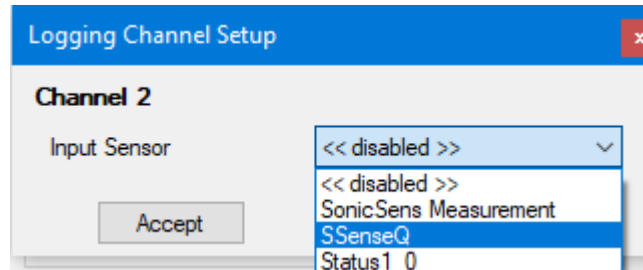 Logging Channel Setup
x
Channel 2
Input Sensor
<< disabled >>
<< disabled >>
SonicSens Measurement
SSenseQ
Status1_0
Accept